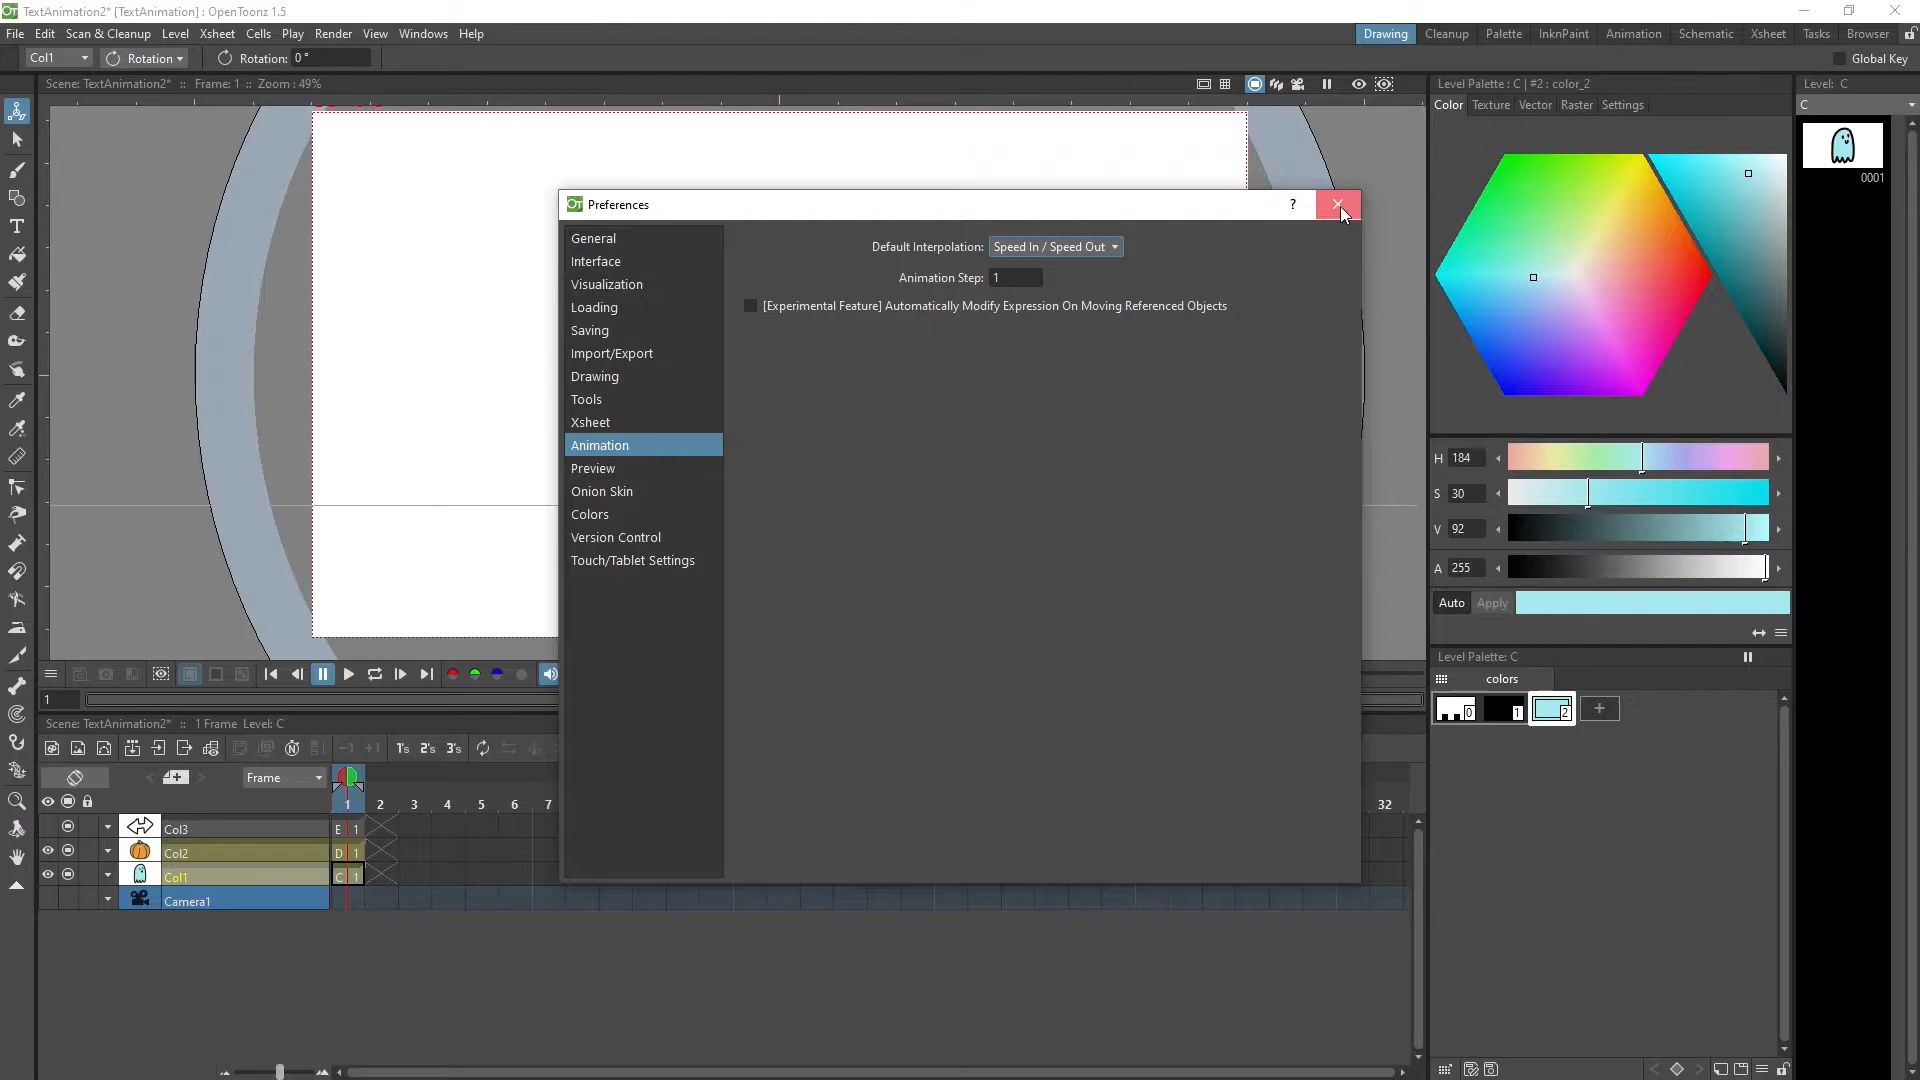 TextAnimation2* [TextAnimation] : OpenToonz 1.5
File Edit Scan & Cleanup Level Xsheet Cells Play Render View Windows Help
Drawing Cleanup Palette InknPaint Animation Schematic Xsheet Tasks Browser
Col1 Rotation Rotation: 0 ° Global Key
Scene: TextAnimation2* :: Frame: 1 :: Zoom : 49%
Level Palette: C | #2 : color_2
Level: C
Color Texture Vector Raster Settings
C
0001
Preferences
?
General
Interface
Visualization
Loading
Saving
Import/Export
Drawing
Tools
Xsheet
Animation
Preview
Onion Skin
Colors
Version Control
Touch/Tablet Settings
Default Interpolation: Speed In / Speed Out
Animation Step: 1
[Experimental Feature] Automatically Modify Expression On Moving Referenced Objects
H 184
S 30
V 92
A 255
Auto Apply
Level Palette: C
colors
0 1 2 +
1
Scene: TextAnimation2* :: 1 Frame Level: C
-1 +1 1's 2's 3's
Frame
1 2 3 4 5 6 7 32
Col3 E 1
Col2 D 1
Col1 C 1
Camera1